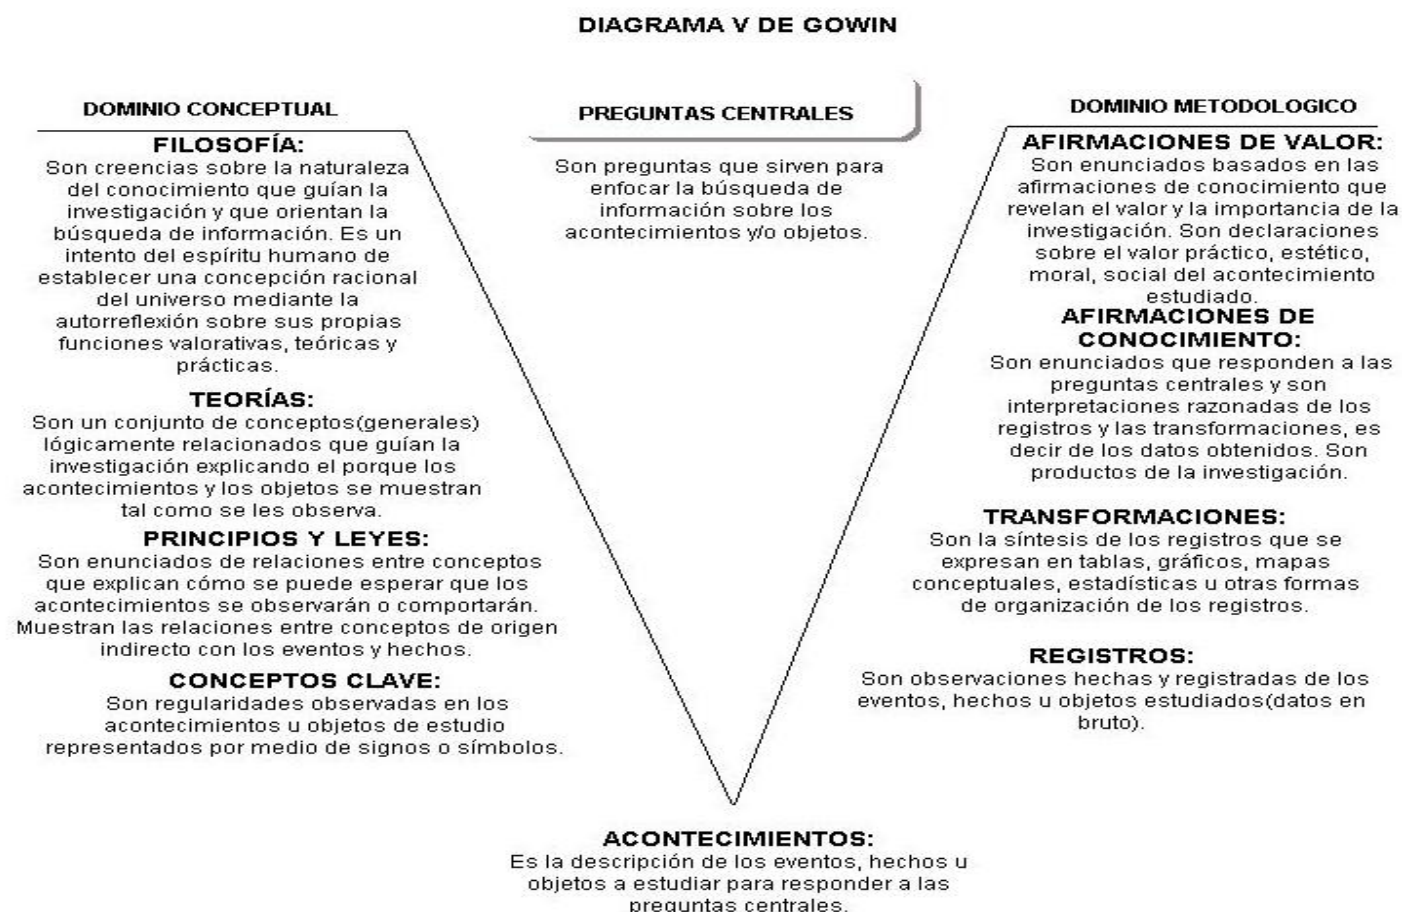 DIAGRAMA V DE GOWIN
DOMINIO CONCEPTUAL
FILOSOFÍA:
Son creencias sobre la naturaleza
del conocimiento que guían la
investigación y que orientan la
búsqueda de información. Es un
intento del espíritu humano de
establecer una concepción racional
del universo mediante la
autorreflexión sobre sus propias
funciones valorativas, teóricas y
prácticas.
TEORÍAS:
Son un conjunto de conceptos(generales)
lógicamente relacionados que guían la
investigación explicando el porque los
acontecimientos y los objetos se muestran
tal como se les observa.
PRINCIPIOS Y LEYES:
Son enunciados de relaciones entre conceptos
que explican cómo se puede esperar que los
acontecimientos se observarán o comportarán.
Muestran las relaciones entre conceptos de origen
indirecto con los eventos y hechos.
CONCEPTOS CLAVE:
Son regularidades observadas en los
acontecimientos u objetos de estudio
representados por medio de signos o símbolos.
PREGUNTAS CENTRALES
Son preguntas que sirven para
enfocar la búsqueda de
información sobre los
acontecimientos y/o objetos.
DOMINIO METODOLOGICO
AFIRMACIONES DE VALOR:
Son enunciados basados en las
afirmaciones de conocimiento que
revelan el valor y la importancia de la
investigación. Son declaraciones
sobre el valor práctico, estético,
moral, social del acontecimiento
estudiado.
AFIRMACIONES DE
CONOCIMIENTO:
Son enunciados que responden a las
preguntas centrales y son
interpretaciones razonadas de los
registros y las transformaciones, es
decir de los datos obtenidos. Son
productos de la investigación.
TRANSFORMACIONES:
Son la síntesis de los registros que se
expresan en tablas, gráficos, mapas
conceptuales, estadísticas u otras formas
de organización de los registros.
REGISTROS:
Son observaciones hechas y registradas de los
eventos, hechos u objetos estudiados(datos en
bruto).
ACONTECIMIENTOS:
Es la descripción de los eventos, hechos u
objetos a estudiar para responder a las
preguntas centrales.